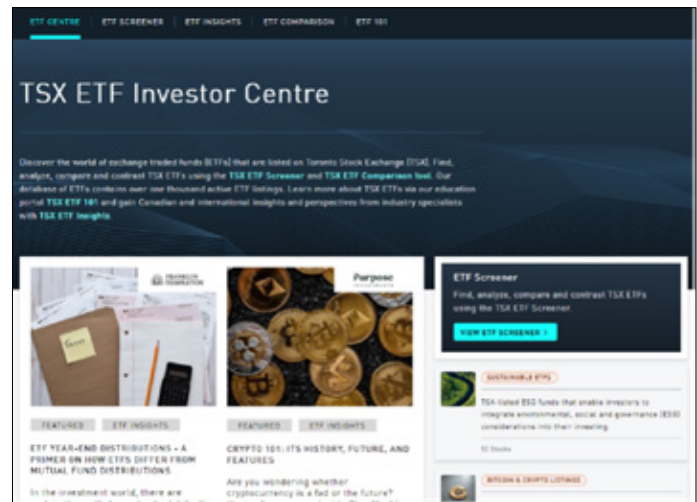 ETF CENTRE
ETF SCREENER
ETF INSIGHTS
ETF COMPARISON
ETF 101
TSX ETF Investor Centre
Discover the world of exchange traded funds (ETFs) that are listed on Toronto Stock Exchange (TSX). Find,
analyze, compare and contrast TSX ETFs using the TSX ETF Screener and TSX ETF Comparison tool. Our
database of ETFs contains over one thousand active ETF listings. Learn more about TSX ETFs via our education
portal TSX ETF 101 and gain Canadian and international insights and perspectives from industry specialists
with TSX ETF Insights.
FRANKLIN
TEMPLETON
FEATURED
ETF INSIGHTS
ETF YEAR-END DISTRIBUTIONS - A
PRIMER ON HOW ETFS DIFFER FROM
MUTUAL FUND DISTRIBUTIONS
In the investment world, there are
Purpose
Investments
FEATURED
ETF INSIGHTS
CRYPTO 101: ITS HISTORY, FUTURE, AND
FEATURES
Are you wondering whether
cryptocurrency is a fad or the future?
ETF Screener
Find, analyze, compare and contrast TSX ETFs
using the TSX ETF Screener.
VIEW ETF SCREENER >
SUSTAINABLE ETFS
TSX-listed ESG funds that enable investors to
integrate environmental, social and governance (ESG)
considerations into their investing.
Stocks
BITCOIN & CRYPTO LISTINGS